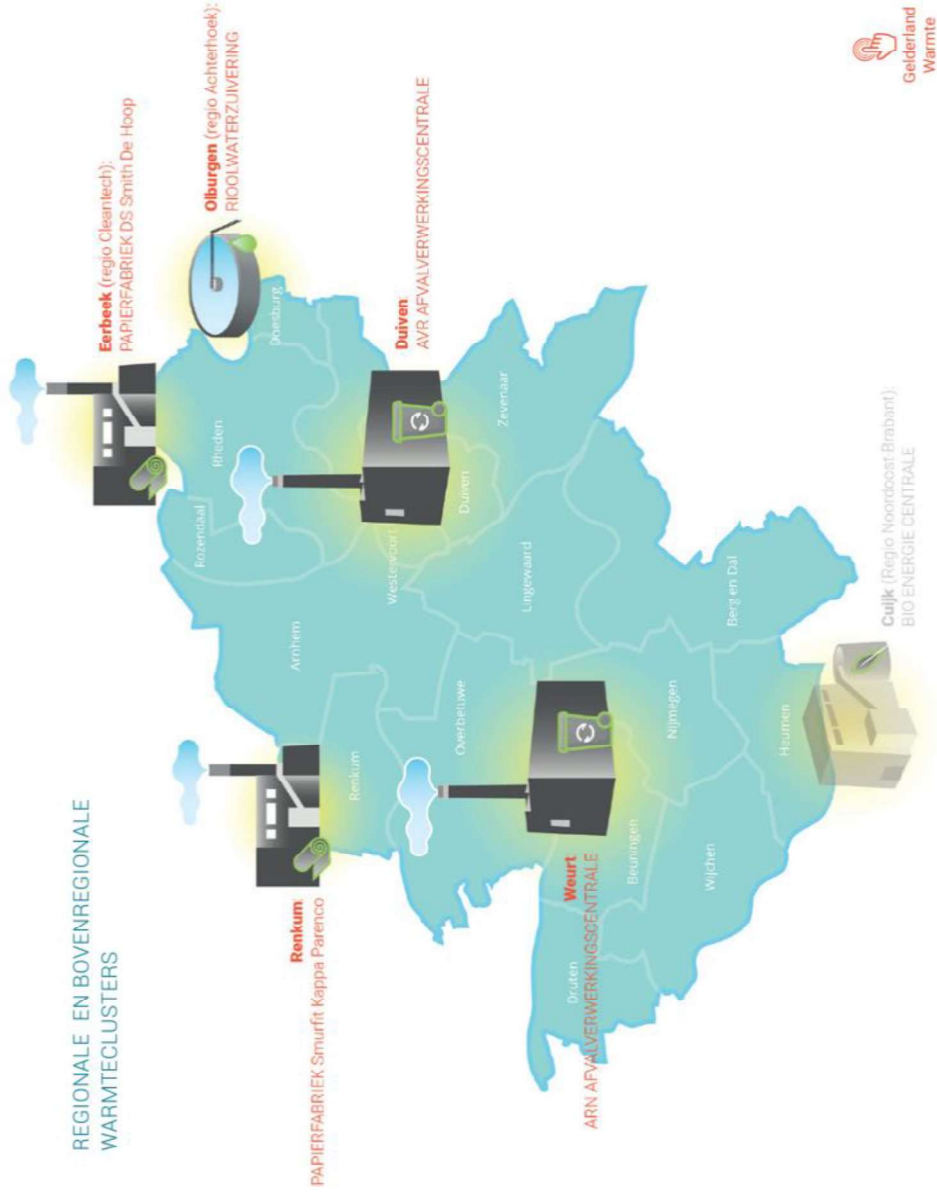 REGIONALE EN BOVENREGIONALE
WARMTECLUSTERS
Eerbeek (regio Cleantech):
PAPIERFABRIEK DS Smith De Hoop
Olburgen (regio Achterhoek):
RIOOLWATERZUIVERING
Renkum
PAPIERFABRIEK Smurfit Kappa Parenco
Duiven
AVR AFVALVERWERKINGSCENTRALE
Weurt
ARN AFVALVERWERKINGSCENTRALE
Cuijk (Regio Noordoost-Brabant):
BIO ENERGIE CENTRALE
Rozendaal
Rheden
Doesburg
Arnhem
Renkum
Westervoort
Duiven
Zevenaar
Overbetuwe
Lingewaard
Druten
Beuningen
Nijmegen
Wijchen
Berg en Dal
Heumen
Gelderland
Warmte